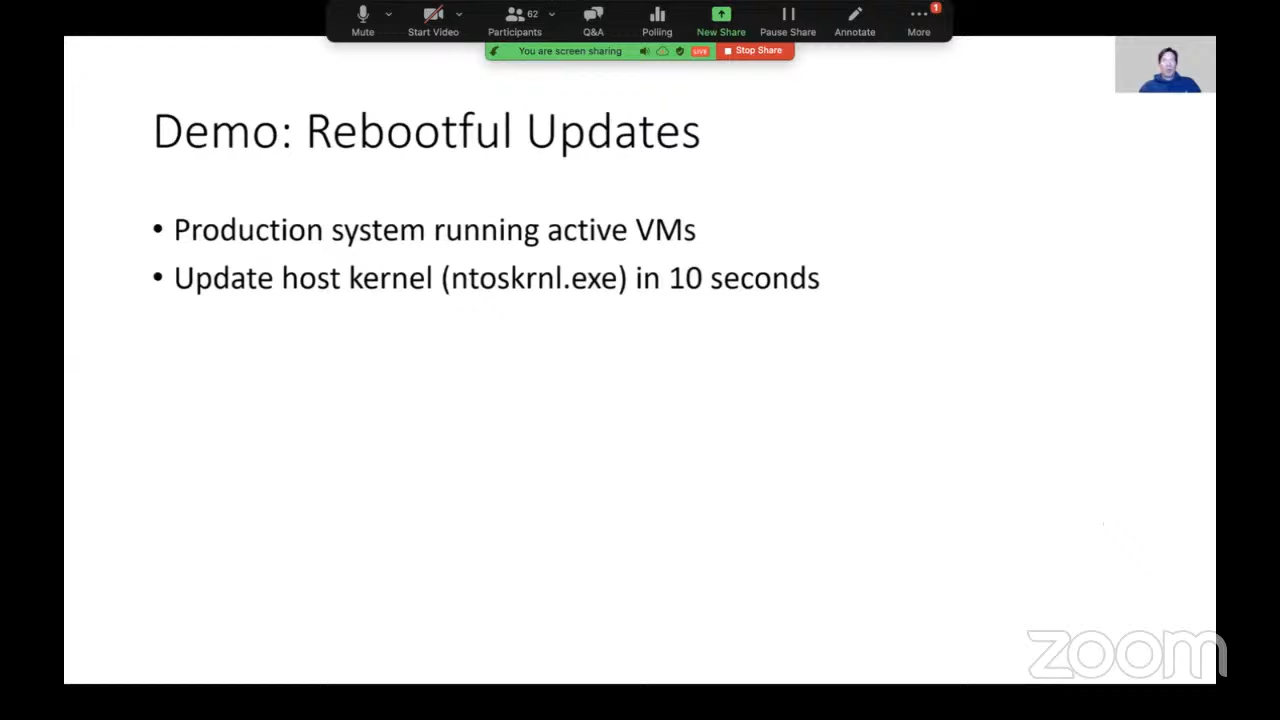 62
1
Mute
Start Video
Participants
Q&A
Polling
New Share
Pause Share
Annotate
More
You are screen sharing
LIVE
Stop Share
Demo: Rebootful Updates
• Production system running active VMs
• Update host kernel (ntoskrnl.exe) in 10 seconds
zoom